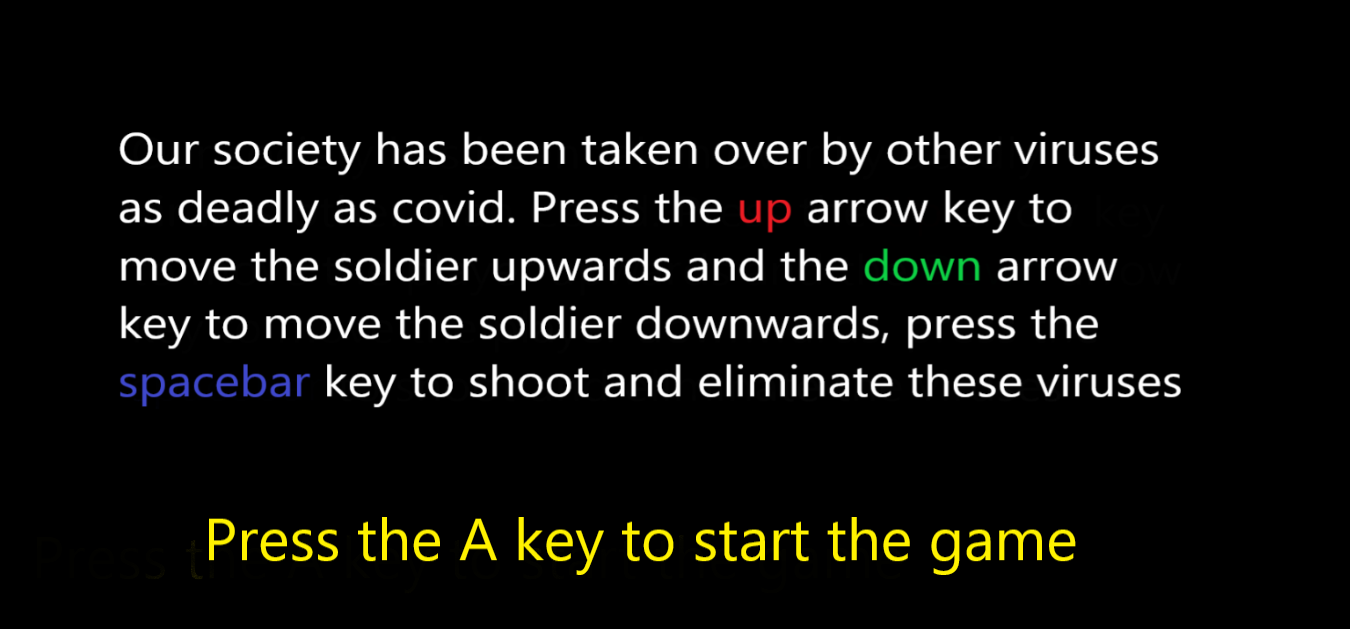 Our society has been taken over by other viruses
as deadly as covid. Press the up arrow key to
move the soldier upwards and the down arrow
key to move the soldier downwards, press the
spacebar key to shoot and eliminate these viruses
Press the A key to start the game